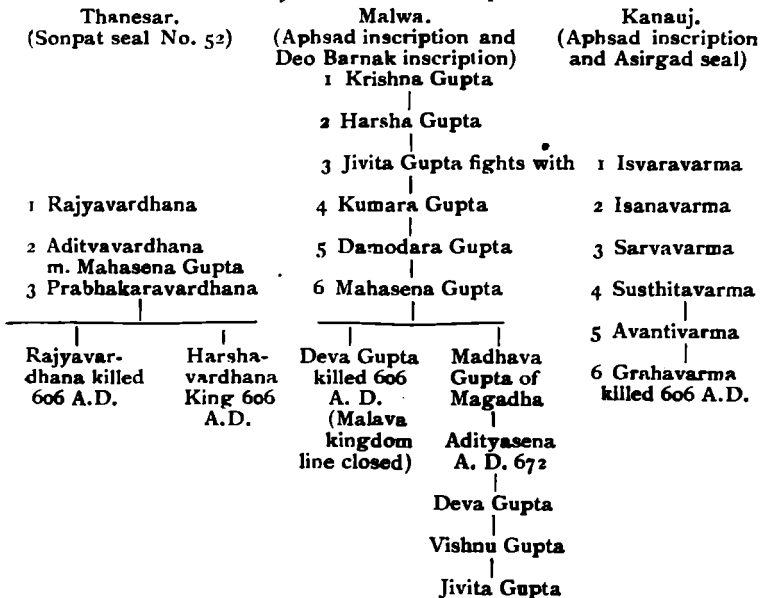 Thanesar.
(Sonpat seal No. 52)
1 Rajyavardhana
2 Adityavardhana
m. Mahasena Gupta
3 Prabhakaravardhana
Rajyavar-
dhana killed
606 A.D.
Harsha-
vardhana
King 606
A.D.
Malwa.
(Aphsad inscription and
Deo Barnak inscription)
1 Krishna Gupta
2 Harsha Gupta
3 Jivita Gupta fights with
4 Kumara Gupta
5 Damodara Gupta
6 Mahasena Gupta
Deva Gupta
killed 606
A. D.
(Malava
kingdom
line closed)
Madhava
Gupta of
Magadha
Adityasena
A. D. 672
Deva Gupta
Vishnu Gupta
Jivita Gupta
Kanauj.
(Aphsad inscription
and Asirgad seal)
1 Isvaravarma
2 Isanavarma
3 Sarvavarma
4 Susthitavarma
5 Avantivarma
6 Grahavarma
killed 606 A.D.